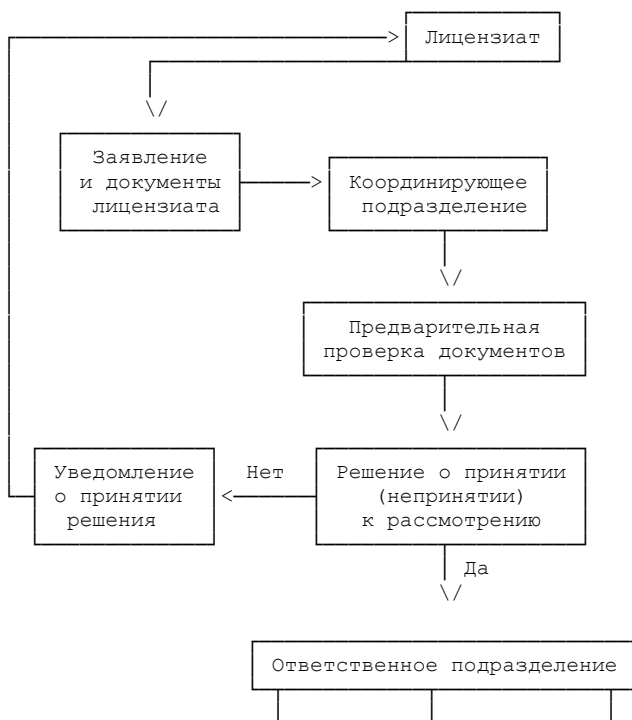 Лицензиат
Заявление
и документы
лицензиата
Координирующее
подразделение
Предварительная
проверка документов
Уведомление
о принятии
решения
Нет
Решение о принятии
(непринятии)
к рассмотрению
Да
Ответственное подразделение